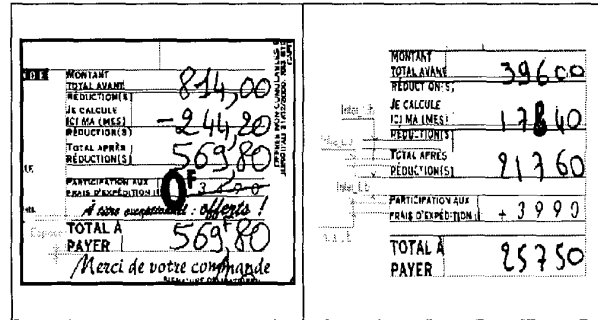 MONTANT
TOTAL AVANT 814,00
RÉDUCTION(S)
JE CALCULE
ICI MA (MES) -244,20
RÉDUCTION(S)
TOTAL APRÈS 569,80
RÉDUCTION(S)
PARTICIPATION AUX
FRAIS D'EXPÉDITION 0F
À titre exceptionnel : offerts !
TOTAL À 569,80
PAYER
Merci de votre commande
MONTANT
TOTAL AVANT 39600
RÉDUCTION(S)
JE CALCULE
ICI MA (MES) 17840
RÉDUCTION(S)
TOTAL APRÈS 21760
RÉDUCTION(S)
PARTICIPATION AUX
FRAIS D'EXPÉDITION + 3990
TOTAL À 25750
PAYER